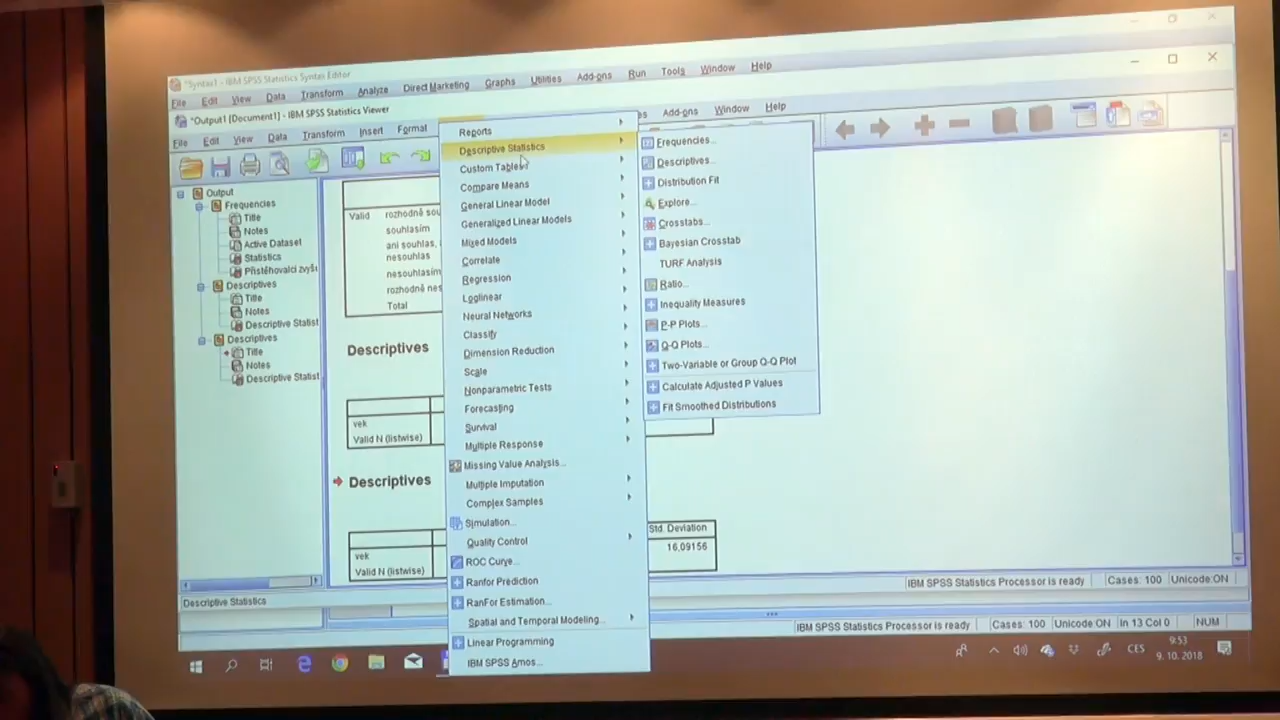 *Syntax1 - IBM SPSS Statistics Syntax Editor
File Edit View Data Transform Analyze Direct Marketing Graphs Utilities Add-ons Run Tools Window Help
*Output1 [Document1] - IBM SPSS Statistics Viewer
File Edit View Data Transform Insert Format es Add-ons Window Help
Output
Frequencies
Title
Notes
Active Dataset
Statistics
Přistěhovalci zvyš
Descriptives
Title
Notes
Descriptive Statist
Descriptives
Title
Notes
Descriptive Statist
Valid rozhodně sou
souhlasím
ani souhlas,
nesouhlas
nesouhlasím
rozhodně nes
Total
Descriptives
vek
Valid N (listwise)
Descriptives
Std. Deviation
vek 16,09156
Valid N (listwise)
Reports
Descriptive Statistics
Custom Tables
Compare Means
General Linear Model
Generalized Linear Models
Mixed Models
Correlate
Regression
Loglinear
Neural Networks
Classify
Dimension Reduction
Scale
Nonparametric Tests
Forecasting
Survival
Multiple Response
Missing Value Analysis...
Multiple Imputation
Complex Samples
Simulation...
Quality Control
ROC Curve...
Ranfor Prediction
RanFor Estimation...
Spatial and Temporal Modeling...
Linear Programming
IBM SPSS Amos...
Frequencies...
Descriptives...
Distribution Fit
Explore...
Crosstabs...
Bayesian Crosstab
TURF Analysis
Ratio...
Inequality Measures
P-P Plots...
Q-Q Plots...
Two-Variable or Group Q-Q Plot
Calculate Adjusted P Values
Fit Smoothed Distributions
Descriptive Statistics
IBM SPSS Statistics Processor is ready Cases: 100 Unicode:ON
IBM SPSS Statistics Processor is ready Cases: 100 Unicode:ON In 13 Col 0 NUM
CES
9:53
9. 10. 2018